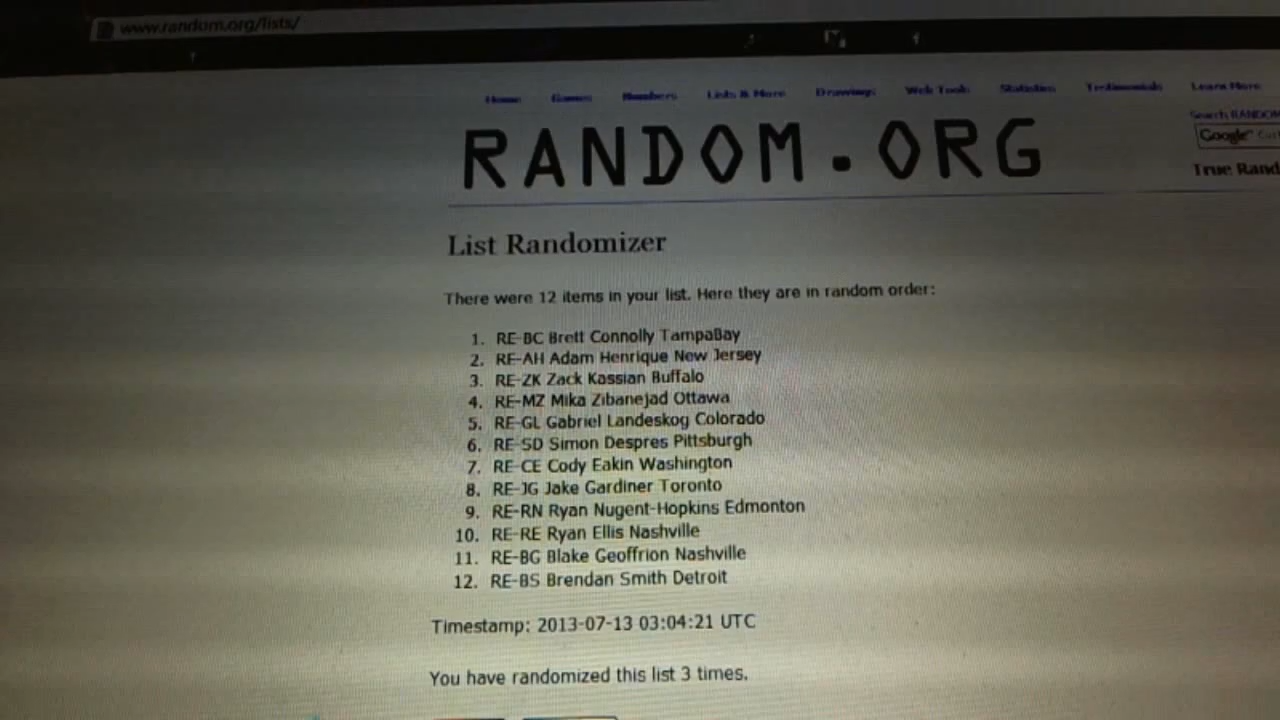 www.random.org/lists/
Home Games Numbers Lists & More Drawings Web Tools Statistics Testimonials Learn More
Search RANDOM
RANDOM.ORG
Google™
True Rand
List Randomizer
There were 12 items in your list. Here they are in random order:
1. RE-BC Brett Connolly TampaBay
2. RE-AH Adam Henrique New Jersey
3. RE-ZK Zack Kassian Buffalo
4. RE-MZ Mika Zibanejad Ottawa
5. RE-GL Gabriel Landeskog Colorado
6. RE-SD Simon Despres Pittsburgh
7. RE-CE Cody Eakin Washington
8. RE-JG Jake Gardiner Toronto
9. RE-RN Ryan Nugent-Hopkins Edmonton
10. RE-RE Ryan Ellis Nashville
11. RE-BG Blake Geoffrion Nashville
12. RE-BS Brendan Smith Detroit
Timestamp: 2013-07-13 03:04:21 UTC
You have randomized this list 3 times.